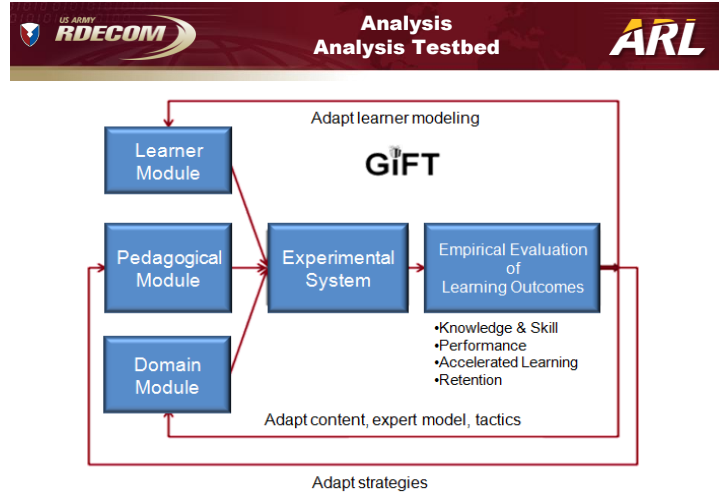 US ARMY
RDECOM
Analysis
Analysis Testbed
ARL
Adapt learner modeling
Learner
Module
GIFT
Pedagogical
Module
Experimental
System
Empirical Evaluation
of
Learning Outcomes
•Knowledge & Skill
•Performance
•Accelerated Learning
•Retention
Domain
Module
Adapt content, expert model, tactics
Adapt strategies